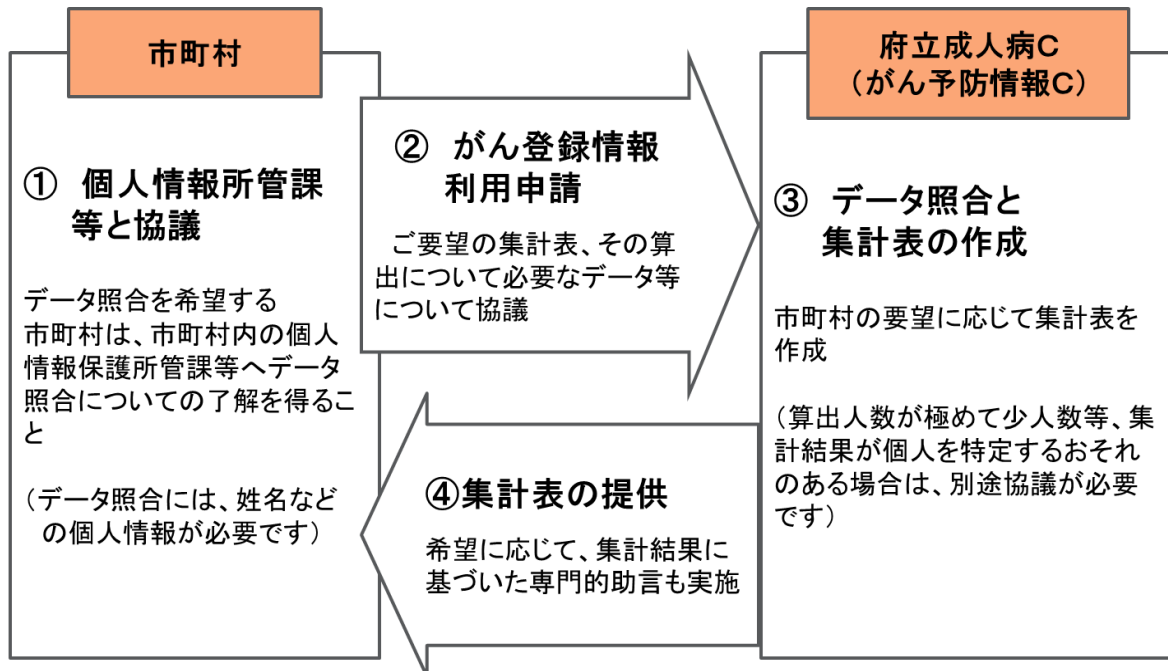 市町村
① 個人情報所管課
等と協議
データ照合を希望する
市町村は、市町村内の個人
情報保護所管課等へデータ
照合についての了解を得るこ
と
（データ照合には、姓名など
の個人情報が必要です）
② がん登録情報
利用申請
ご要望の集計表、その算
出について必要なデータ等
について協議
府立成人病C
（がん予防情報C）
③ データ照合と
集計表の作成
市町村の要望に応じて集計表を
作成
（算出人数が極めて少人数等、集
計結果が個人を特定するおそれ
のある場合は、別途協議が必要
です）
④集計表の提供
希望に応じて、集計結果に
基づいた専門的助言も実施